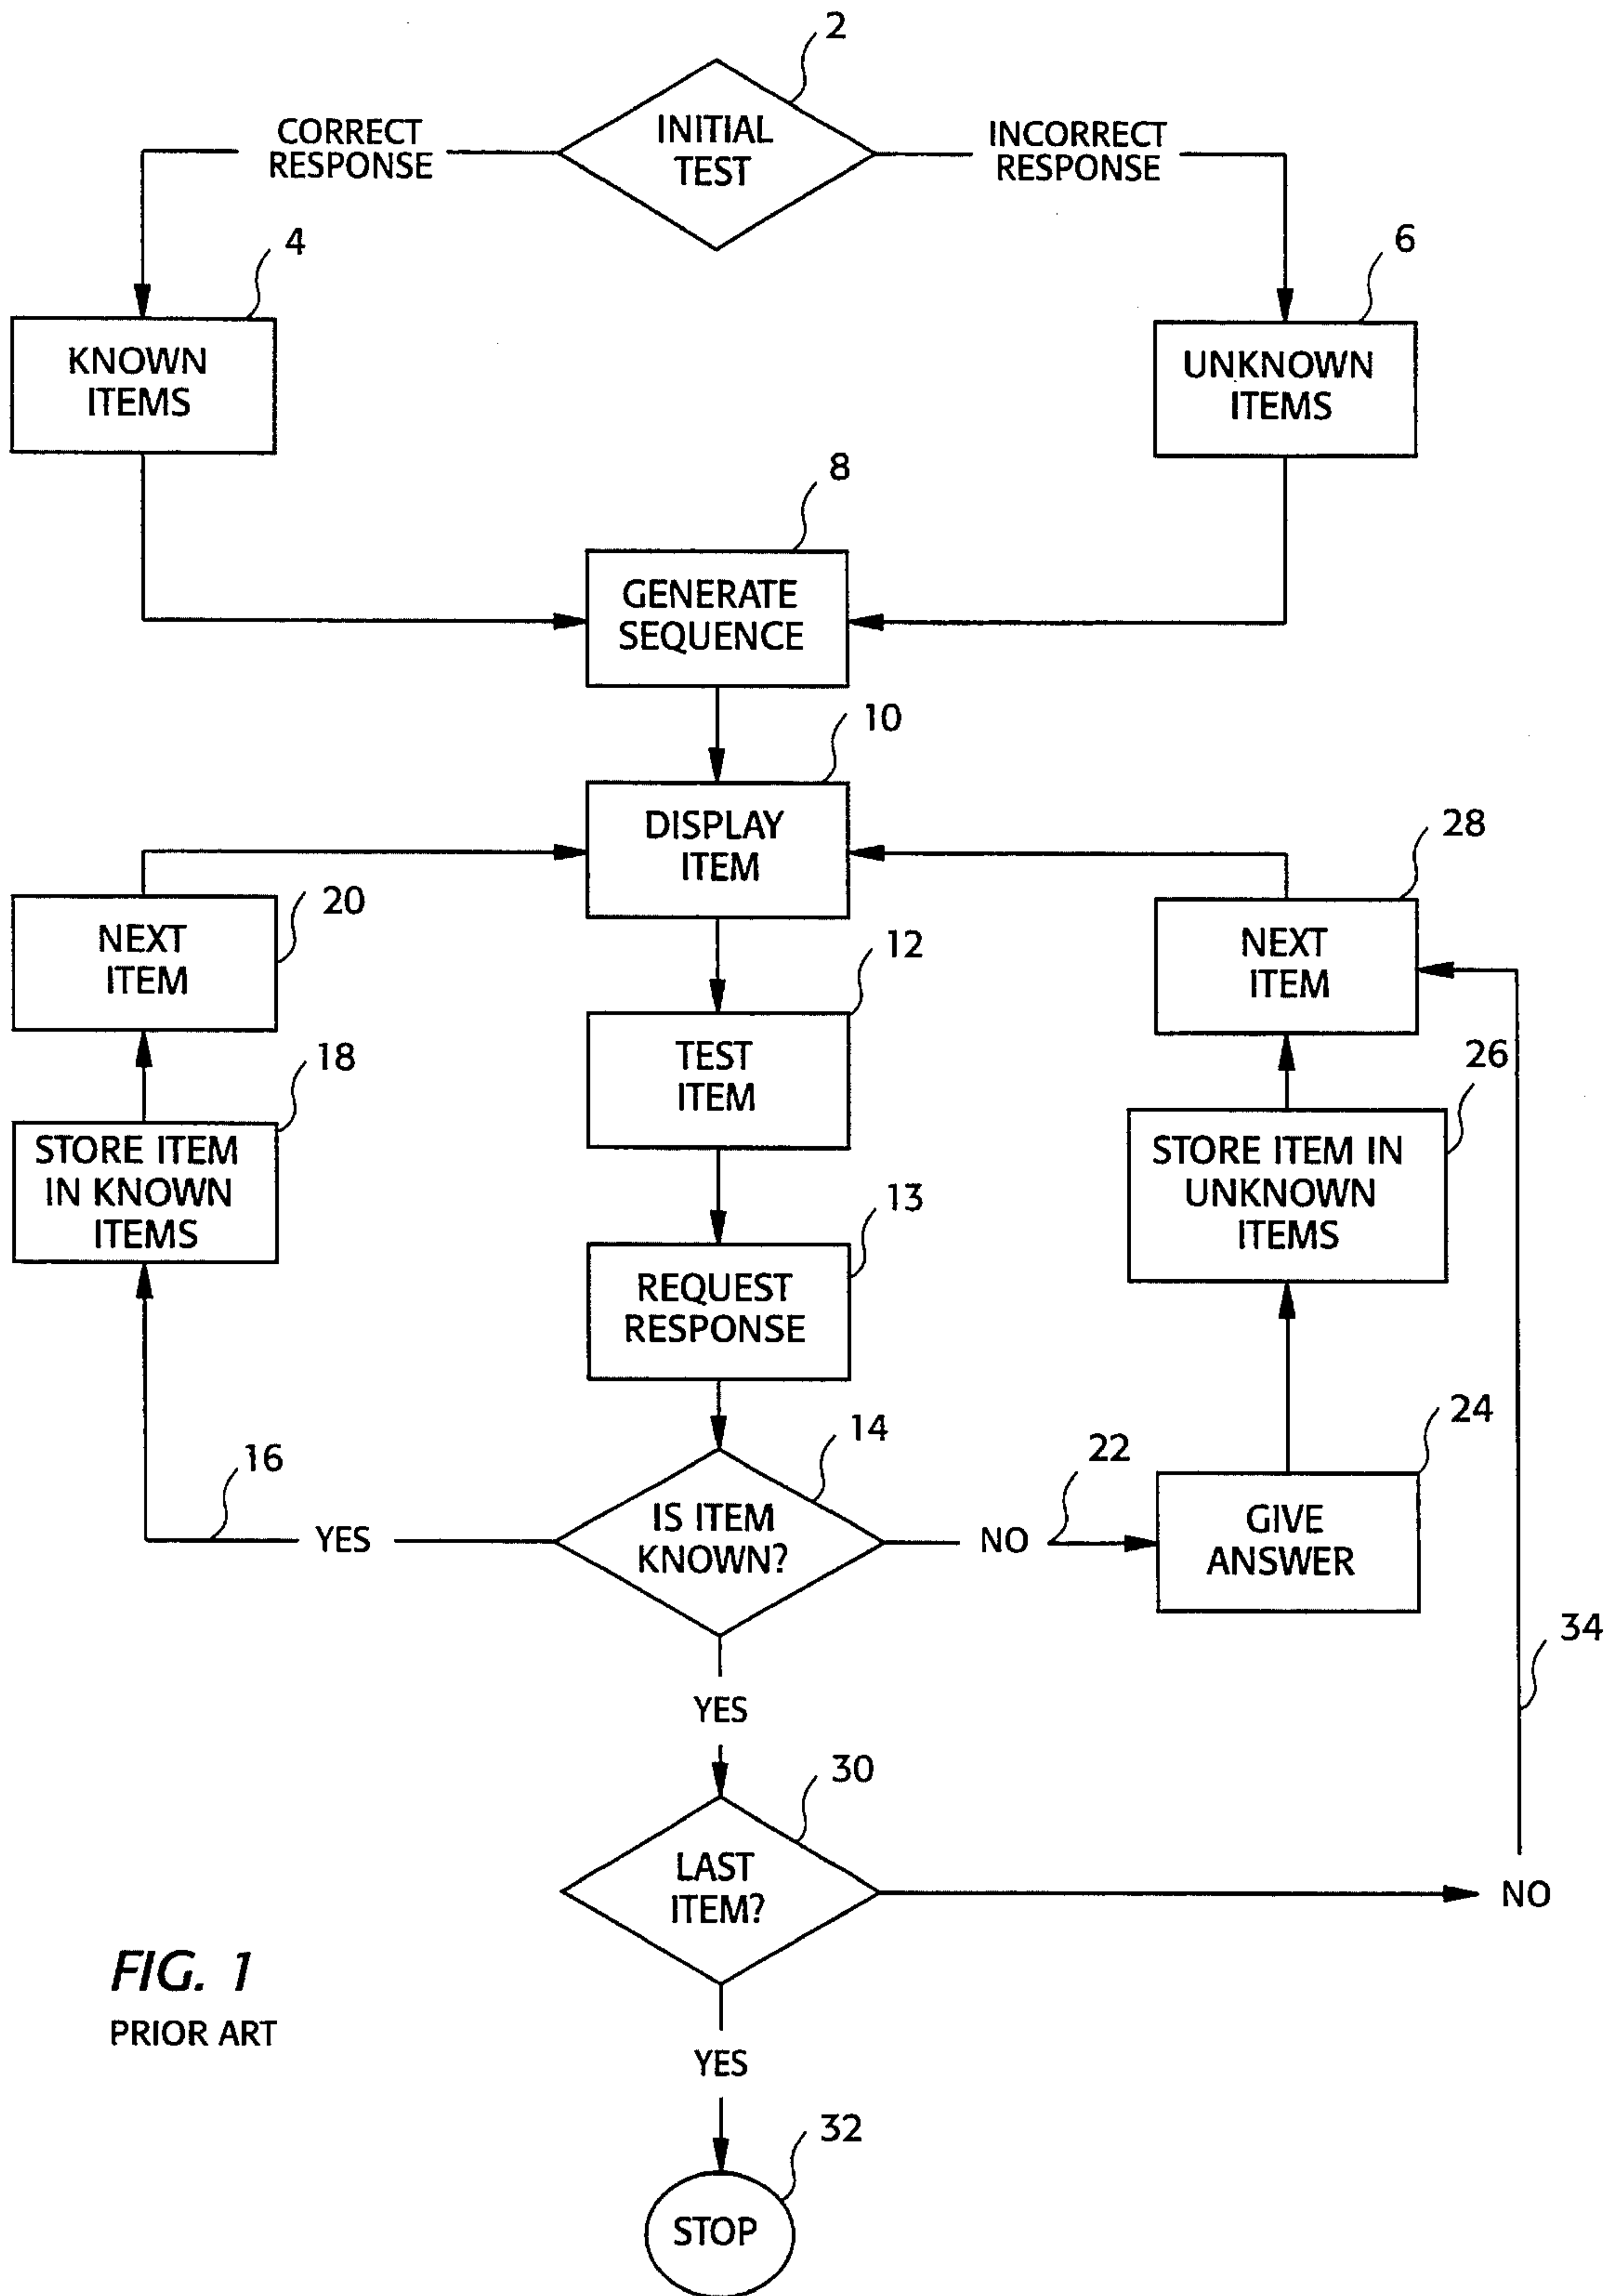 2
CORRECT
RESPONSE
INITIAL
TEST
INCORRECT
RESPONSE
4
6
KNOWN
ITEMS
UNKNOWN
ITEMS
8
GENERATE
SEQUENCE
10
DISPLAY
ITEM
28
20
NEXT
ITEM
12
NEXT
ITEM
18
TEST
ITEM
26
STORE ITEM
IN KNOWN
ITEMS
STORE ITEM IN
UNKNOWN
ITEMS
13
REQUEST
RESPONSE
14
24
16
22
YES
IS ITEM
KNOWN?
NO
GIVE
ANSWER
34
YES
30
LAST
ITEM?
NO
FIG. 1
PRIOR ART
YES
32
STOP